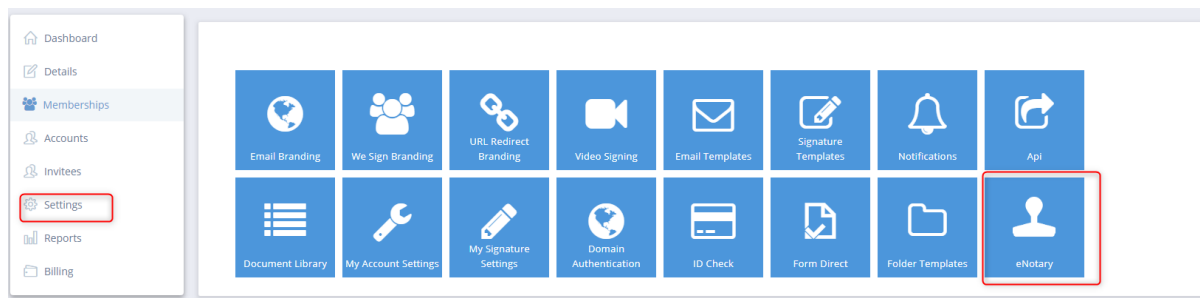 Dashboard
Details
Memberships
Accounts
Invitees
Settings
Reports
Billing
Email Branding
We Sign Branding
URL Redirect
Branding
Video Signing
Email Templates
Signature
Templates
Notifications
Api
Document Library
My Account Settings
My Signature
Settings
Domain
Authentication
ID Check
Form Direct
Folder Templates
eNotary